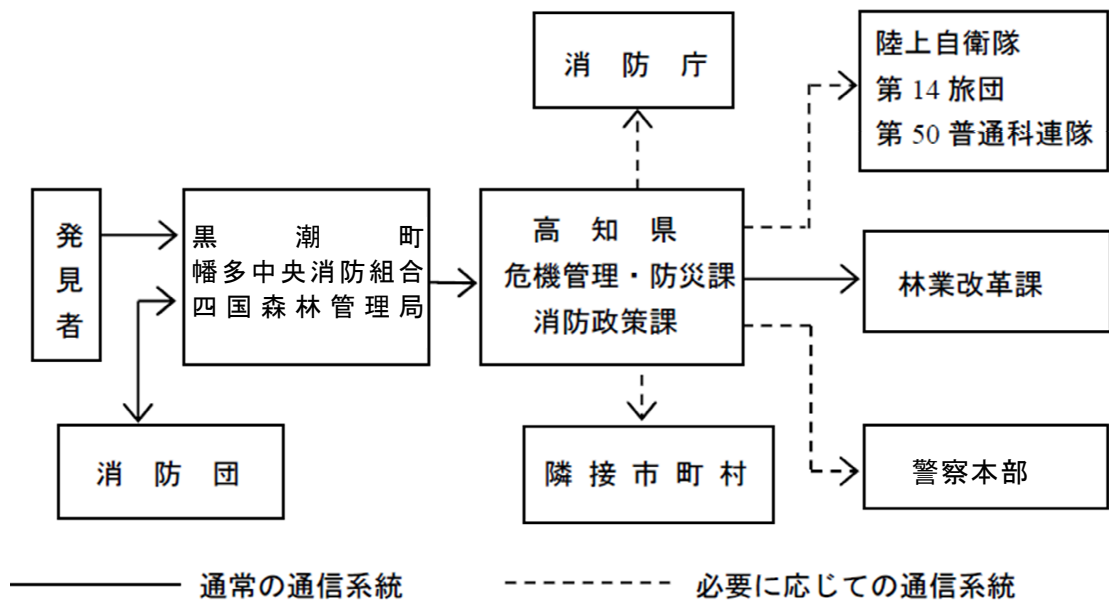 消防庁
陸上自衛隊
第 14 旅団
第 50 普通科連隊
発見者
黒潮町
幡多中央消防組合
四国森林管理局
高知県
危機管理・防災課
消防政策課
林業改革課
消防団
隣接市町村
警察本部
通常の通信系統
必要に応じての通信系統